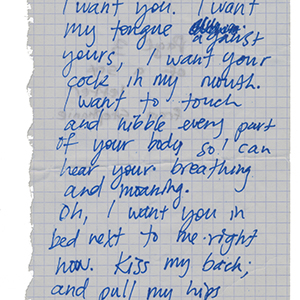 I want you. I want
my tongue against
yours, I want your
cock in my mouth.
I want to touch
and nibble every part
of your body so I can
hear your breathing
and moaning.
Oh, I want you in
bed next to me right
now. Kiss my back,
and pull my hips